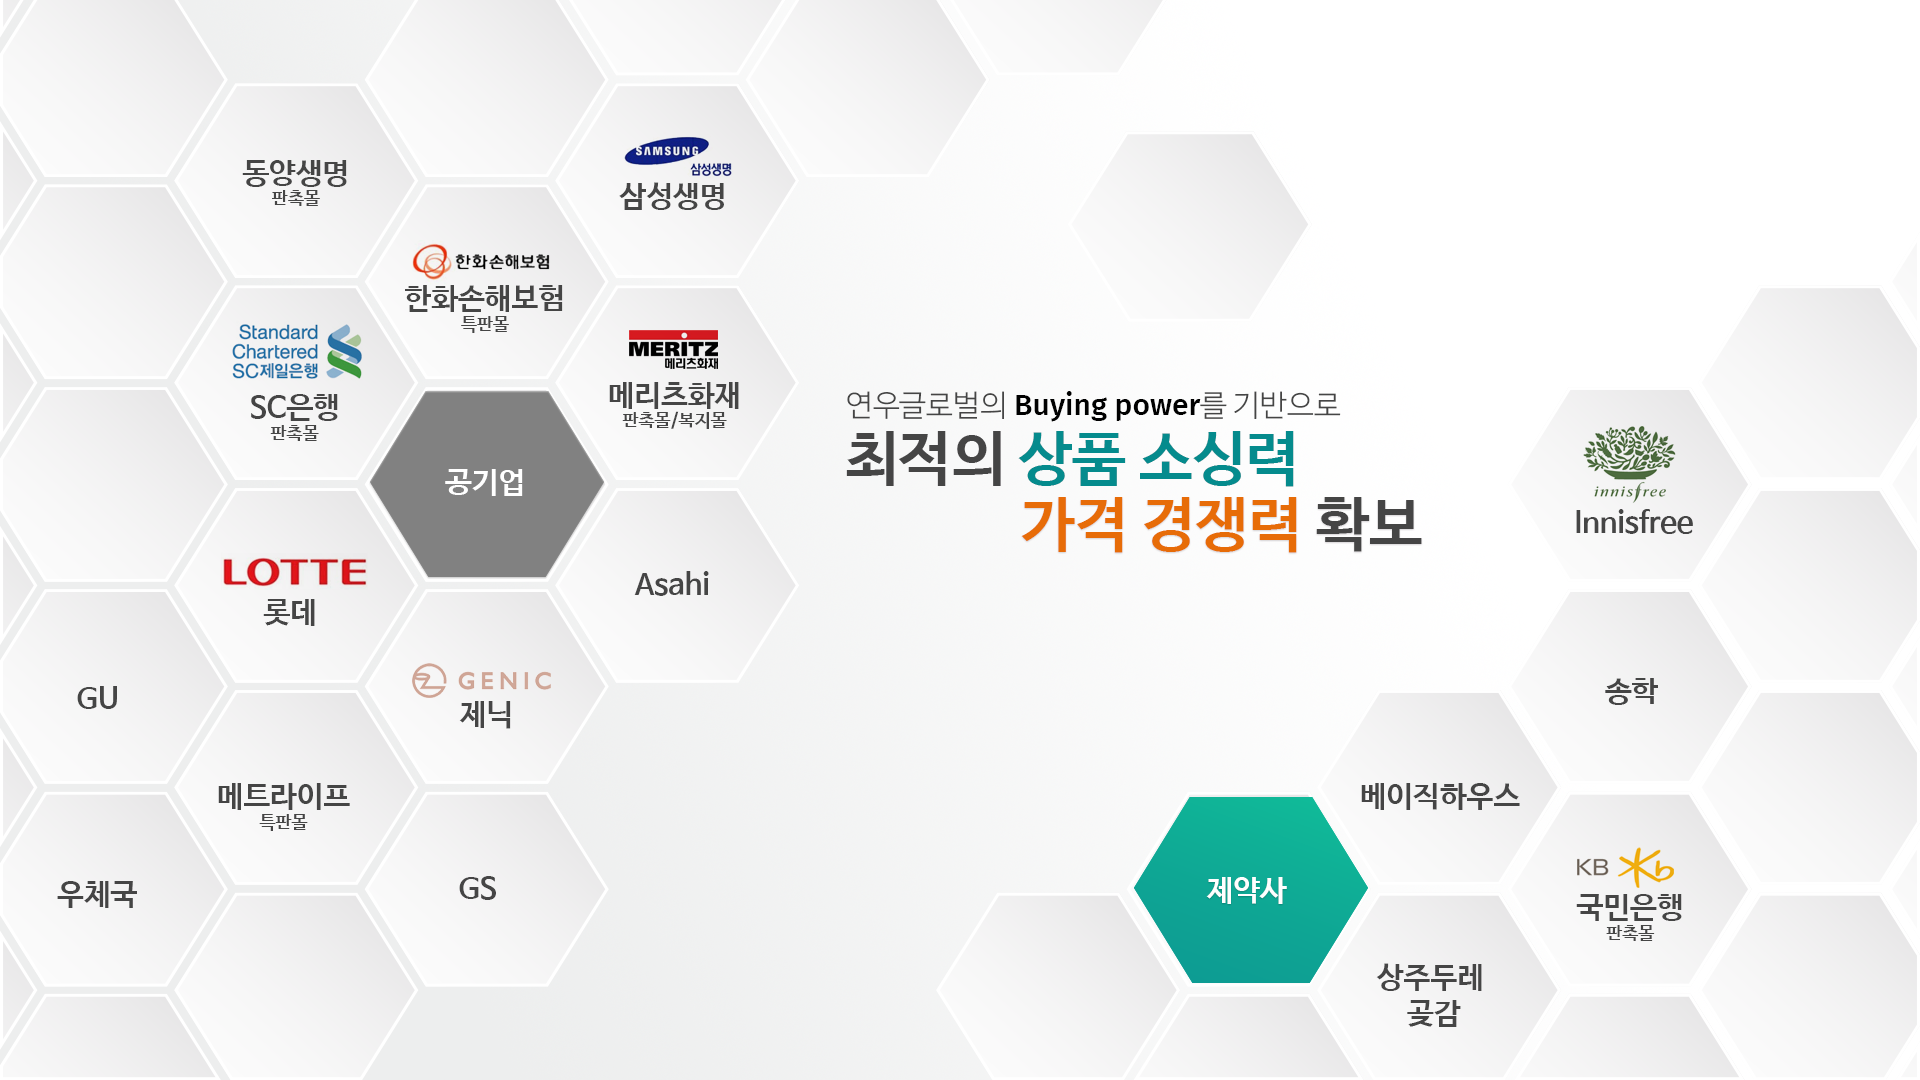 동양생명
판촉몰
SAMSUNG
삼성생명
삼성생명
한화손해보험
한화손해보험
특판몰
Standard
Chartered
SC제일은행
SC은행
판촉몰
MERITZ
메리츠화재
메리츠화재
판촉몰/복지몰
공기업
연우글로벌의 Buying power를 기반으로
최적의 상품 소싱력
가격 경쟁력 확보
innisfree
Innisfree
LOTTE
롯데
Asahi
GU
GENIC
제닉
송학
메트라이프
특판몰
베이직하우스
우체국
GS
제약사
KB
국민은행
판촉몰
상주두레
곶감